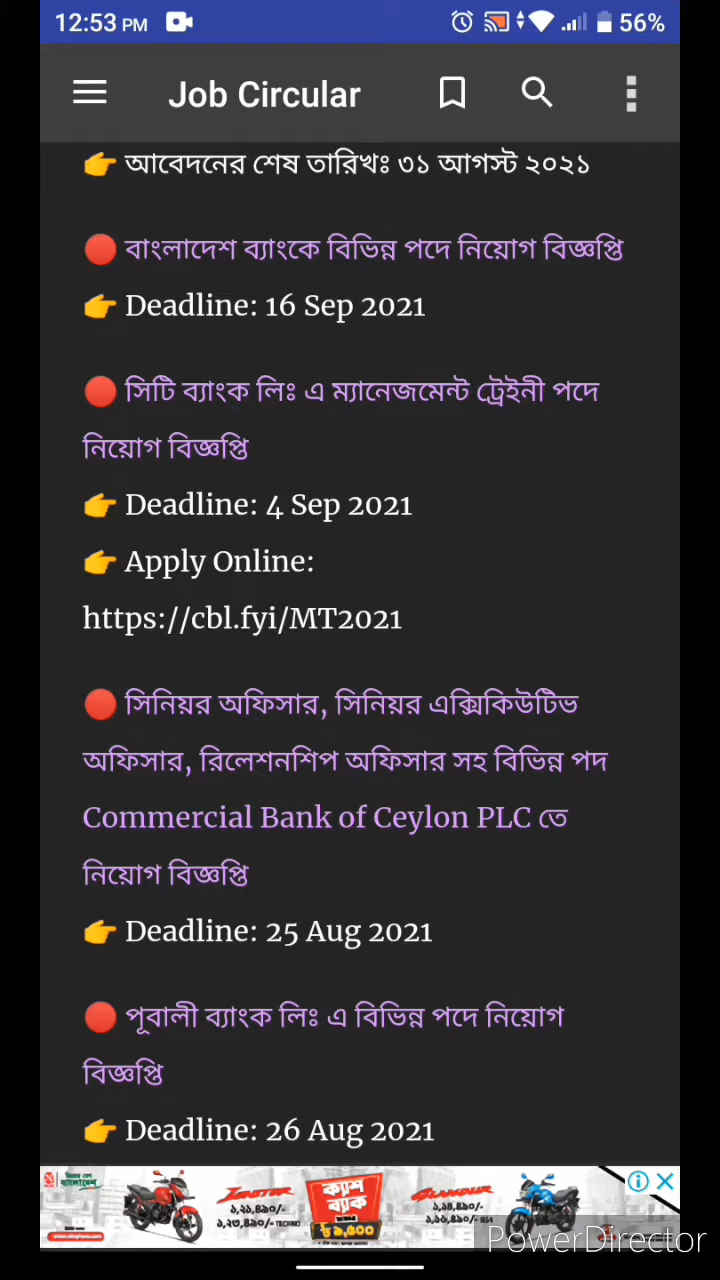 12:53 PM 56%
Job Circular
👉 আবেদনের শেষ তারিখঃ ৩১ আগস্ট ২০২১
🔴 বাংলাদেশ ব্যাংকে বিভিন্ন পদে নিয়োগ বিজ্ঞপ্তি
👉 Deadline: 16 Sep 2021
🔴 সিটি ব্যাংক লিঃ এ ম্যানেজমেন্ট ট্রেইনী পদে
নিয়োগ বিজ্ঞপ্তি
👉 Deadline: 4 Sep 2021
👉 Apply Online:
https://cbl.fyi/MT2021
🔴 সিনিয়র অফিসার, সিনিয়র এক্সিকিউটিভ
অফিসার, রিলেশনশিপ অফিসার সহ বিভিন্ন পদ
Commercial Bank of Ceylon PLC তে
নিয়োগ বিজ্ঞপ্তি
👉 Deadline: 25 Aug 2021
🔴 পূবালী ব্যাংক লিঃ এ বিভিন্ন পদে নিয়োগ
বিজ্ঞপ্তি
👉 Deadline: 26 Aug 2021
ক্যাশ
ব্যাক
PowerDirector